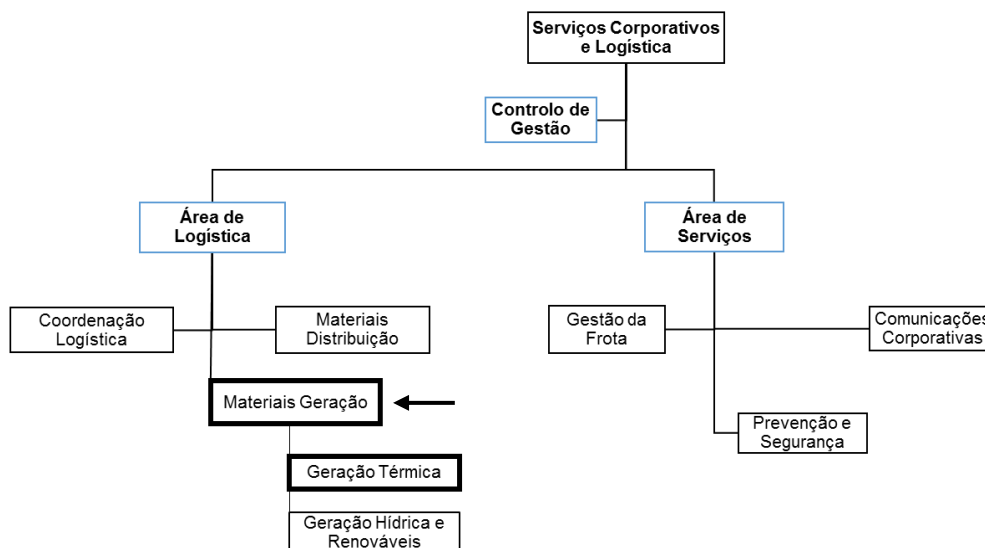 Serviços Corporativos
e Logística
Controlo de
Gestão
Área de
Logística
Área de
Serviços
Coordenação
Logística
Materiais
Distribuição
Gestão da
Frota
Comunicações
Corporativas
Materiais Geração
Prevenção e
Segurança
Geração Térmica
Geração Hídrica e
Renováveis